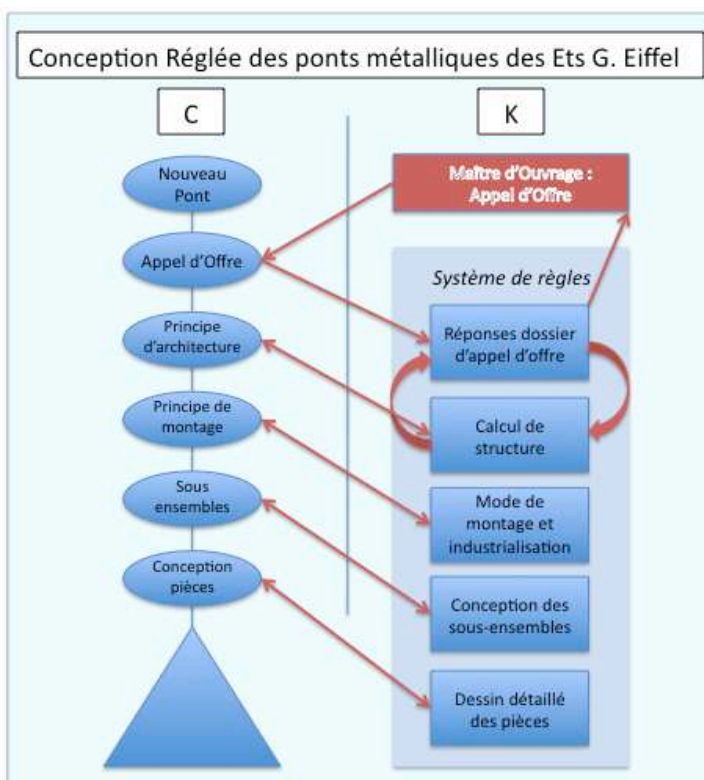 Conception Réglée des ponts métalliques des Ets G. Eiffel
C
K
Nouveau
Pont
Appel d'Offre
Principe
d'architecture
Principe de
montage
Sous
ensembles
Conception
pièces
Maître d'Ouvrage :
Appel d'Offre
Système de règles
Réponses dossier
d'appel d'offre
Calcul de
structure
Mode de
montage et
industrialisation
Conception des
sous-ensembles
Dessin détaillé
des pièces